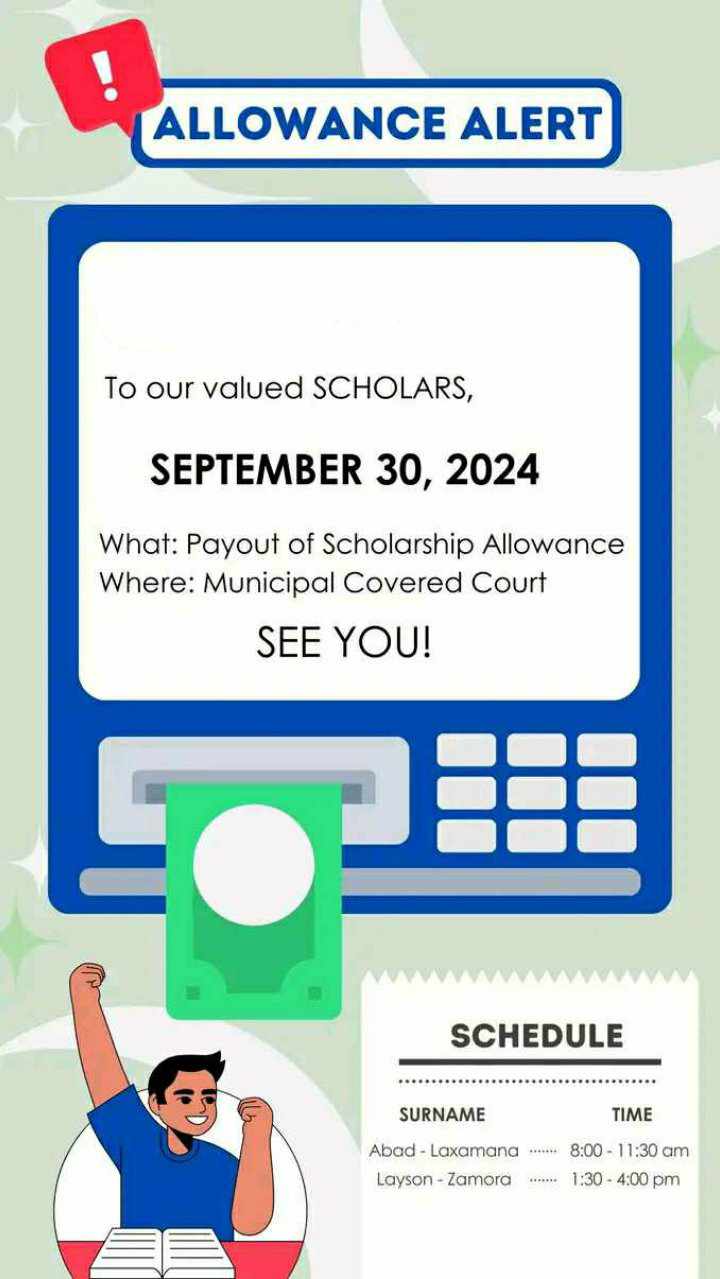 !
ALLOWANCE ALERT
To our valued SCHOLARS,
SEPTEMBER 30, 2024
What: Payout of Scholarship Allowance
Where: Municipal Covered Court
SEE YOU!
SCHEDULE
SURNAME TIME
Abad - Laxamana ...... 8:00 - 11:30 am
Layson - Zamora ....... 1:30 - 4:00 pm